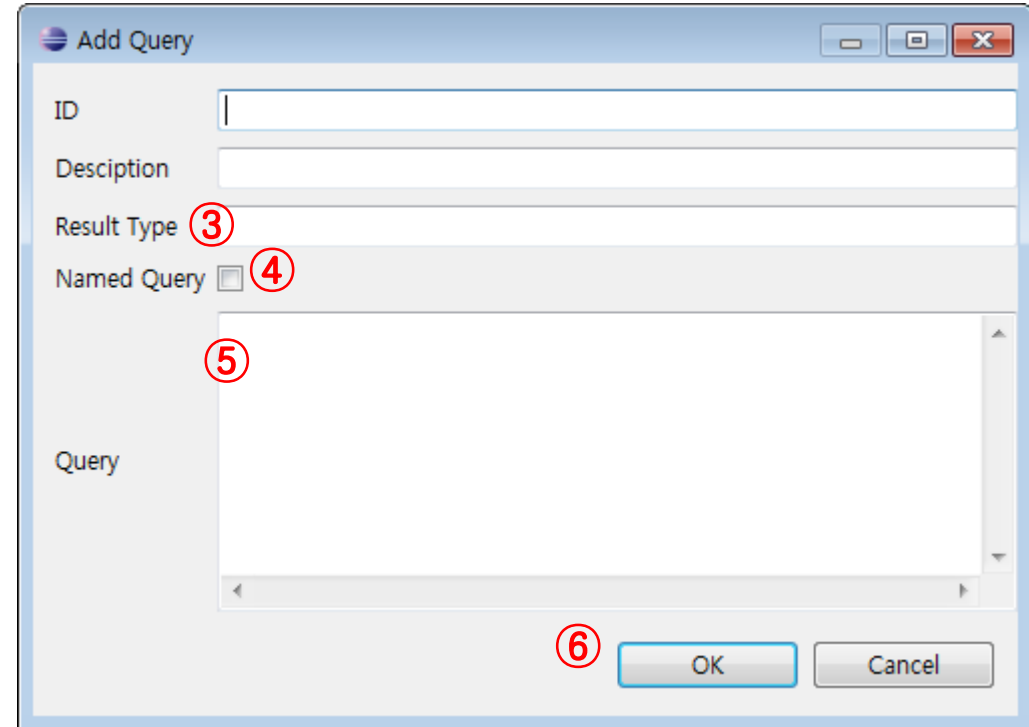 Add Query
ID
Desciption
Result Type ③
Named Query ④
⑤
Query
⑥ OK Cancel